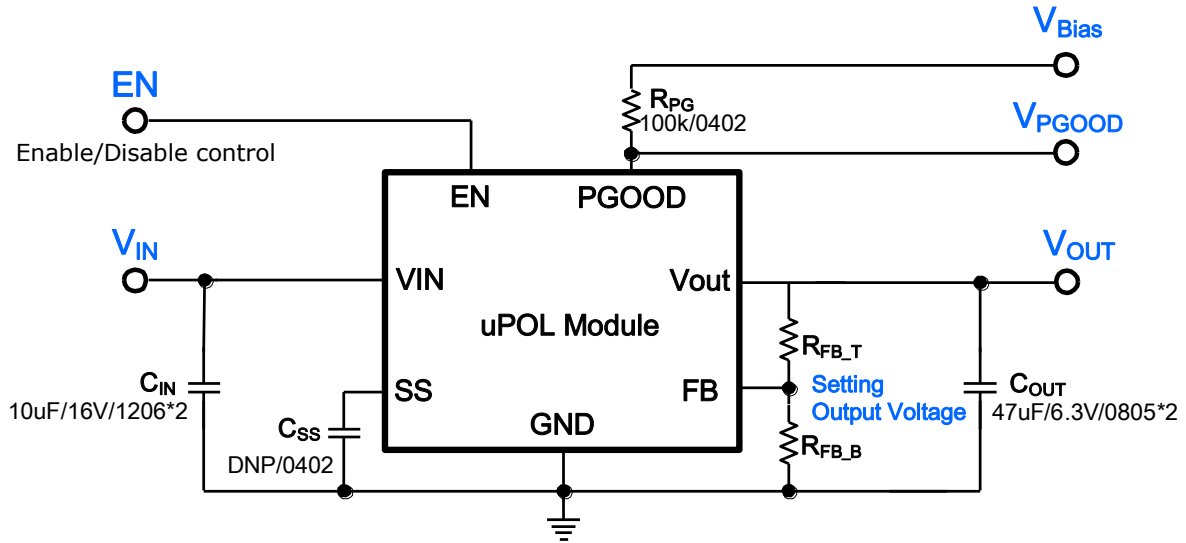 V_Bias
EN
R_PG
100k/0402
V_PGOOD
Enable/Disable control
EN
PGOOD
V_IN
V_OUT
VIN
Vout
uPOL Module
R_FB_T
C_IN
10uF/16V/1206*2
SS
FB
Setting
Output Voltage
C_OUT
47uF/6.3V/0805*2
C_SS
DNP/0402
GND
R_FB_B